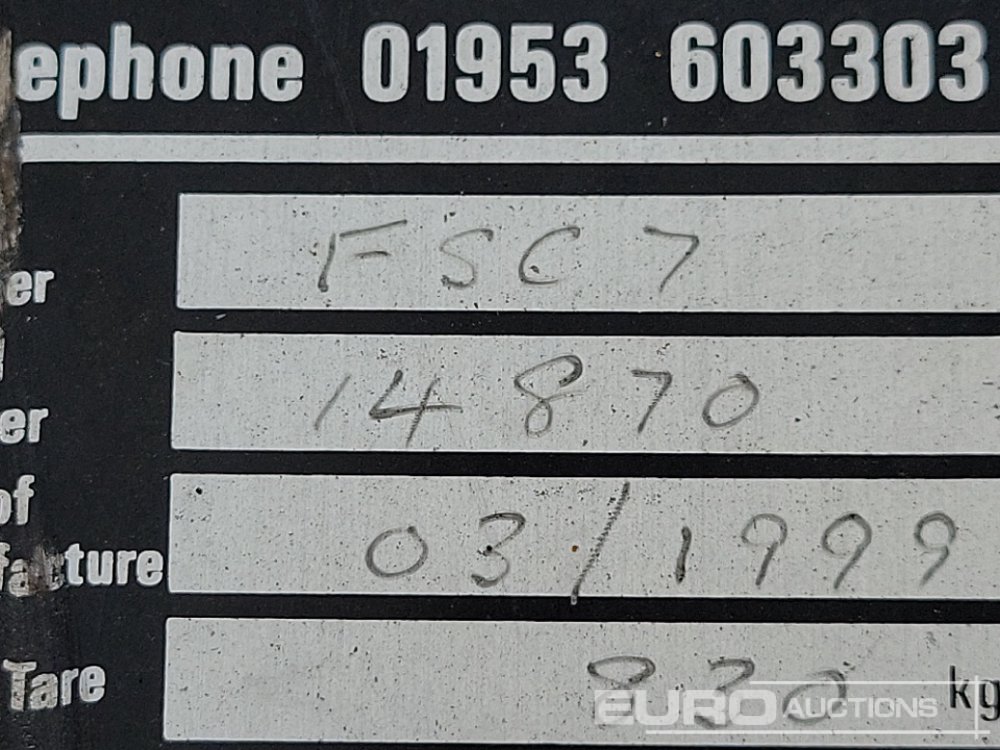 ephone 01953 603303
er
FSC7
er
14870
of
facture
03/1999
Tare
830 kg
EURO AUCTIONS